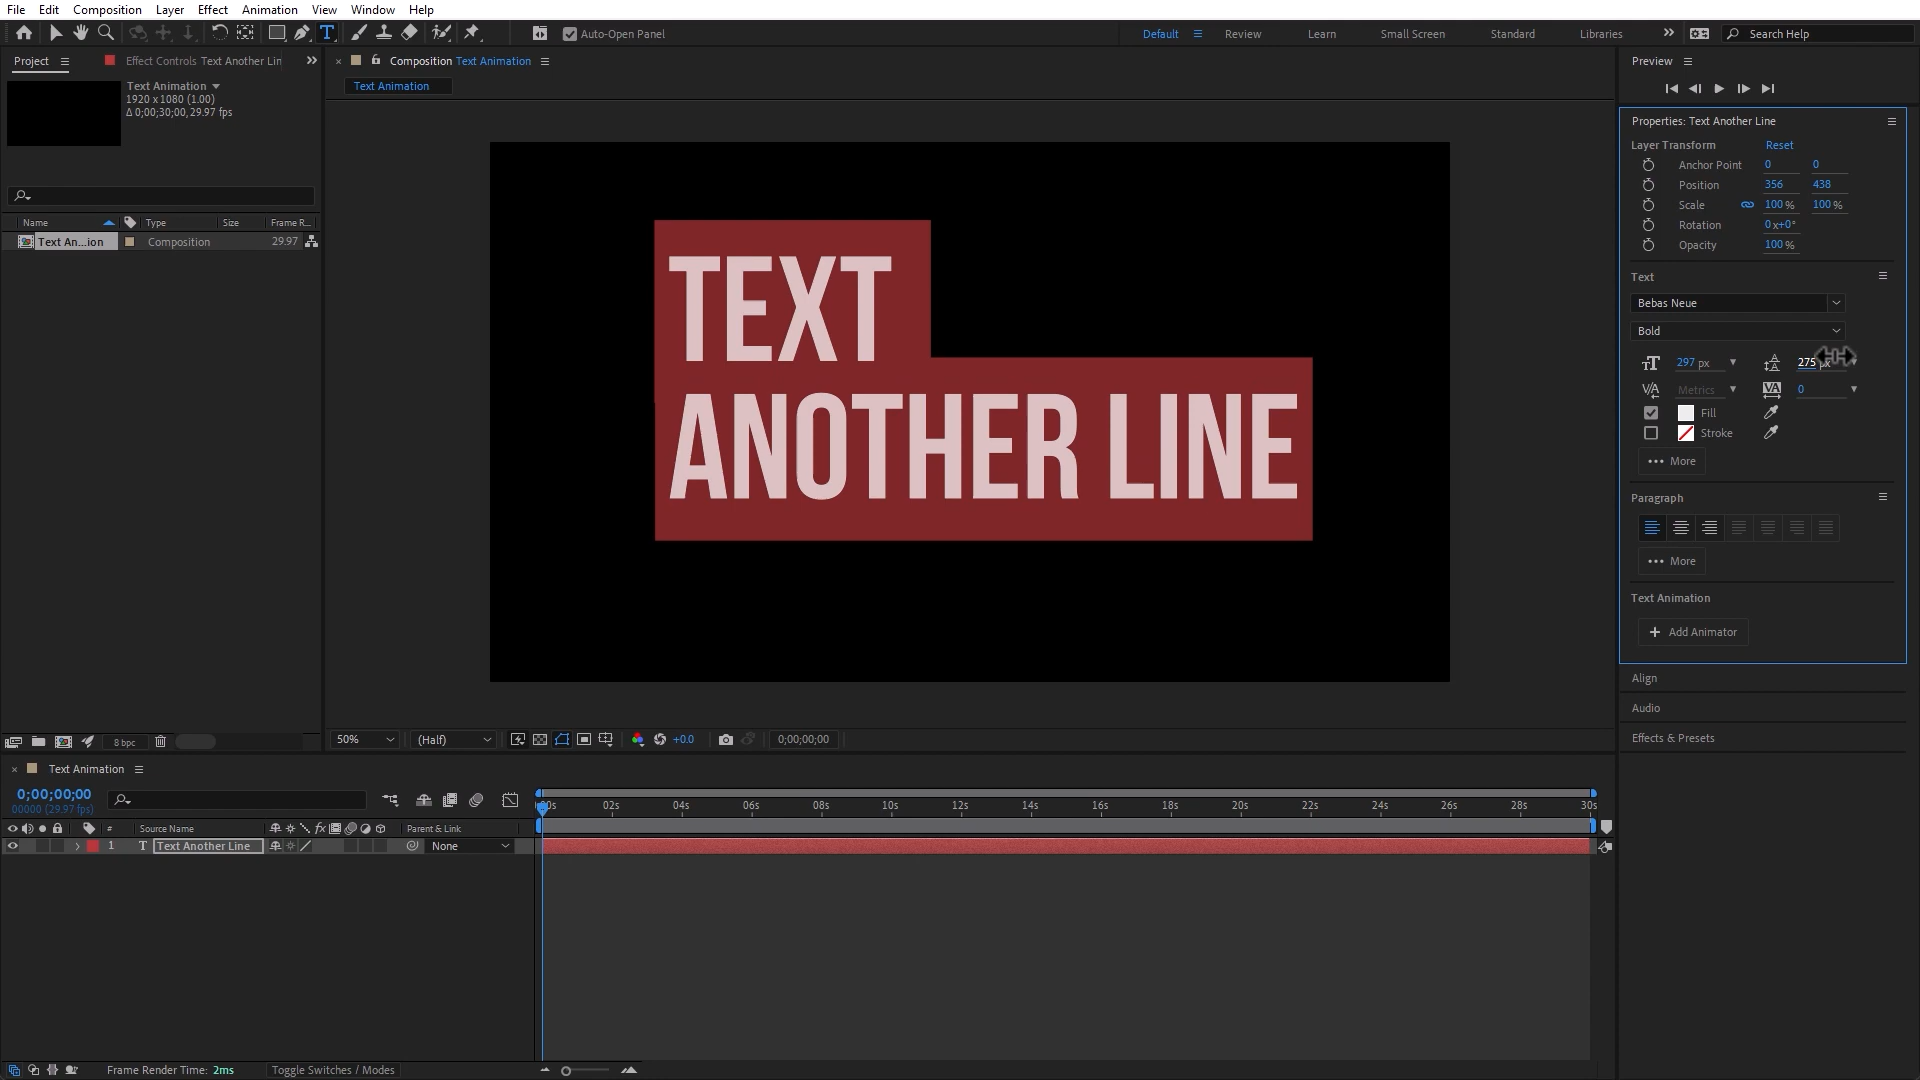 File Edit Composition Layer Effect Animation View Window Help
Auto-Open Panel Default Review Learn Small Screen Standard Libraries Search Help
Project Effect Controls Text Another Lin
Composition Text Animation
Text Animation
Text Animation
1920 x 1080 (1.00)
Δ 0;00;30;00, 29.97 fps
Name Type Size Frame R...
Text An...ion Composition 29.97
8 bpc
TEXT
ANOTHER LINE
50% (Half) +0.0 0;00;00;00
Preview
Properties: Text Another Line
Layer Transform Reset
Anchor Point 0 0
Position 356 438
Scale 100 % 100 %
Rotation 0x+0°
Opacity 100 %
Text
Bebas Neue
Bold
297 px 275 px
Metrics 0
Fill
Stroke
More
Paragraph
More
Text Animation
Add Animator
Align
Audio
Effects & Presets
Text Animation
0;00;00;00
00000 (29.97 fps)
02s 04s 06s 08s 10s 12s 14s 16s 18s 20s 22s 24s 26s 28s 30s
# Source Name fx Parent & Link
1 T Text Another Line None
Frame Render Time: 2ms Toggle Switches / Modes